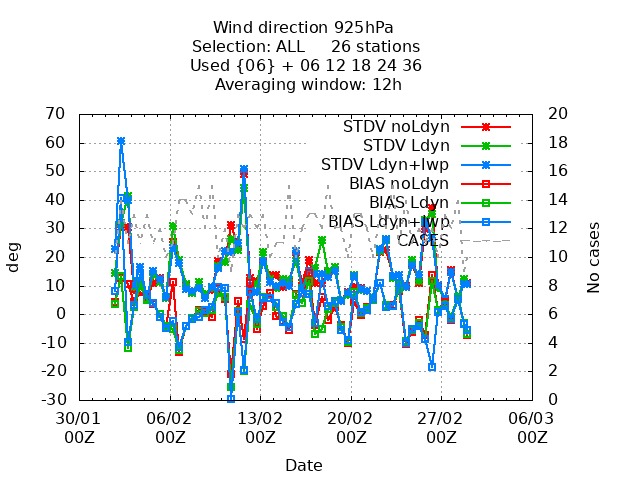 Wind direction 925hPa
Selection: ALL 26 stations
Used {06} + 06 12 18 24 36
Averaging window: 12h
70
60
50
40
30
20
10
0
-10
-20
-30
deg
20
18
16
14
12
10
8
6
4
2
0
No cases
STDV noLdyn
STDV Ldyn
STDV Ldyn+lwp
BIAS noLdyn
BIAS Ldyn
BIAS Ldyn+lwp
CASES
30/01 06/02 13/02 20/02 27/02 06/03
00Z 00Z 00Z 00Z 00Z 00Z
Date